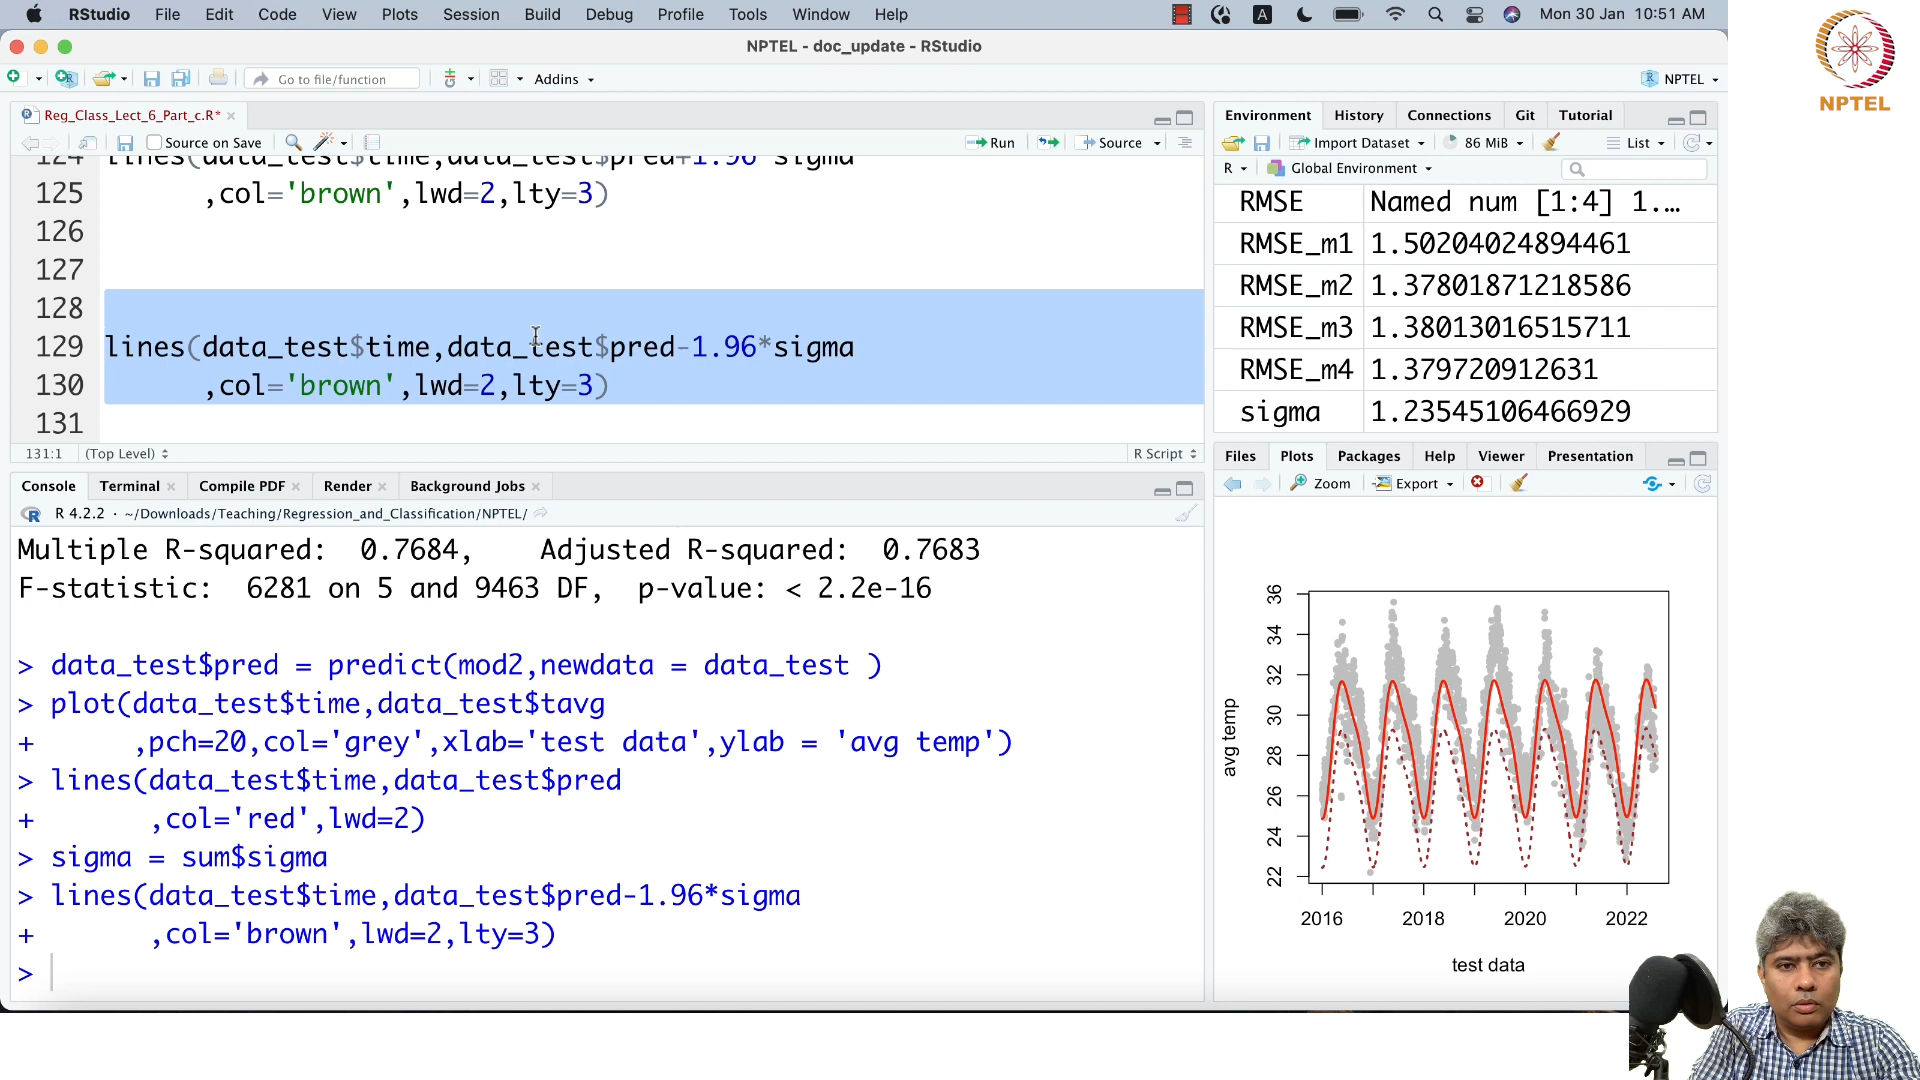 RStudio File Edit Code View Plots Session Build Debug Profile Tools Window Help A Mon 30 Jan 10:51 AM
NPTEL - doc_update - RStudio
Go to file/function Addins NPTEL
Reg_Class_Lect_6_Part_c.R*
Source on Save Run Source
124 lines(data_test$time,data_test$pred+1.96*sigma
125 ,col='brown',lwd=2,lty=3)
126
127
128
129 lines(data_test$time,data_test$pred-1.96*sigma
130 ,col='brown',lwd=2,lty=3)
131
131:1 (Top Level) R Script
Console Terminal Compile PDF Render Background Jobs
R 4.2.2 · ~/Downloads/Teaching/Regression_and_Classification/NPTEL/
Multiple R-squared: 0.7684, Adjusted R-squared: 0.7683
F-statistic: 6281 on 5 and 9463 DF, p-value: < 2.2e-16
> data_test$pred = predict(mod2,newdata = data_test )
> plot(data_test$time,data_test$tavg
+ ,pch=20,col='grey',xlab='test data',ylab = 'avg temp')
> lines(data_test$time,data_test$pred
+ ,col='red',lwd=2)
> sigma = sum$sigma
> lines(data_test$time,data_test$pred-1.96*sigma
+ ,col='brown',lwd=2,lty=3)
>
Environment History Connections Git Tutorial
Import Dataset 86 MiB List
R Global Environment
RMSE Named num [1:4] 1.…
RMSE_m1 1.50204024894461
RMSE_m2 1.37801871218586
RMSE_m3 1.38013016515711
RMSE_m4 1.379720912631
sigma 1.23545106466929
Files Plots Packages Help Viewer Presentation
Zoom Export
36
34
32
30
28
26
24
22
avg temp
2016 2018 2020 2022
test data
NPTEL